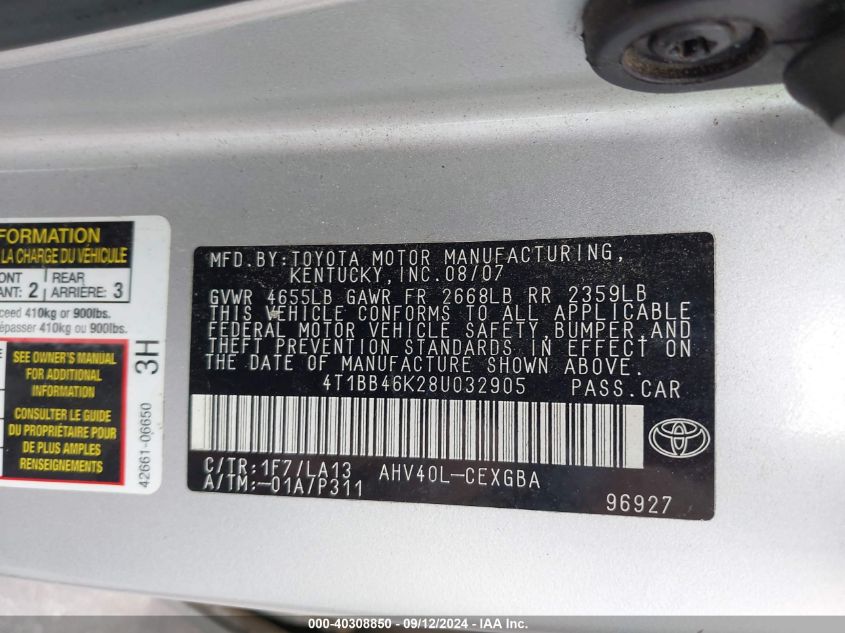 FORMATION
LA CHARGE DU VÉHICULE
ONT ANT: 2
REAR ARRIÈRE: 3
ceed 410kg or 900lbs.
épasser 410kg ou 900lbs.
SEE OWNER'S MANUAL
FOR ADDITIONAL
INFORMATION
CONSULTER LE GUIDE
DU PROPRIÉTAIRE POUR
DE PLUS AMPLES
RENSEIGNEMENTS
3H
42661-06650
MFD.BY:TOYOTA MOTOR MANUFACTURING,
KENTUCKY,INC.08/07
GVWR 4655LB GAWR FR 2668LB RR 2359LB
THIS VEHICLE CONFORMS TO ALL APPLICABLE
FEDERAL MOTOR VEHICLE SAFETY,BUMPER,AND
THEFT PREVENTION STANDARDS IN EFFECT ON
THE DATE OF MANUFACTURE SHOWN ABOVE.
4T1BB46K28U032905 PASS.CAR
C/TR:1F7/LA13 AHV40L-CEXGBA
A/TM:-01A/P311
96927
000-40308850 - 09/12/2024 - IAA Inc.